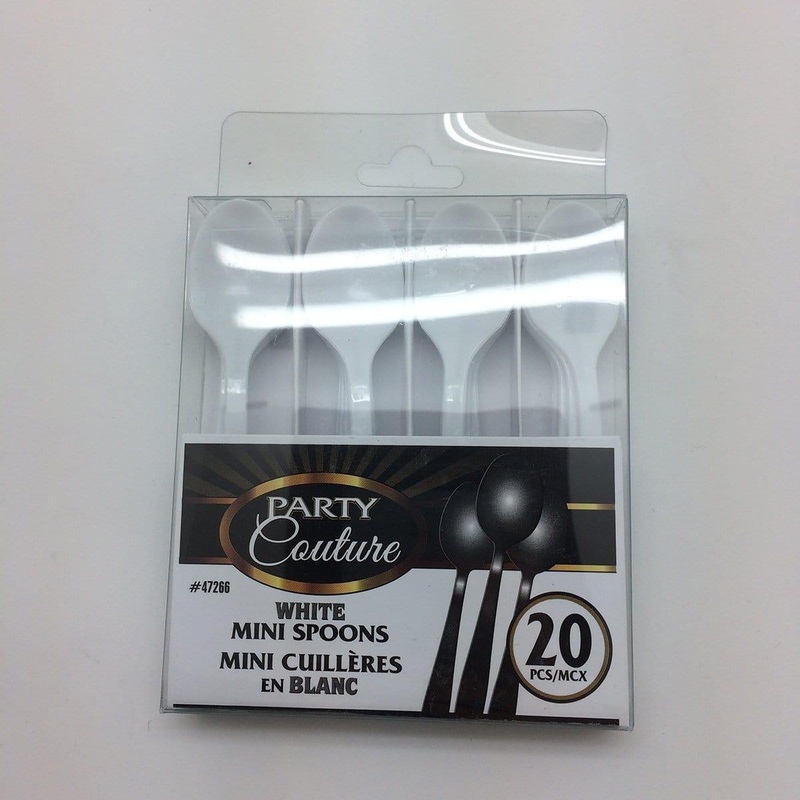 PARTY
Couture
#47266
WHITE
MINI SPOONS
MINI CUILLÈRES
EN BLANC
20
PCS/MCX